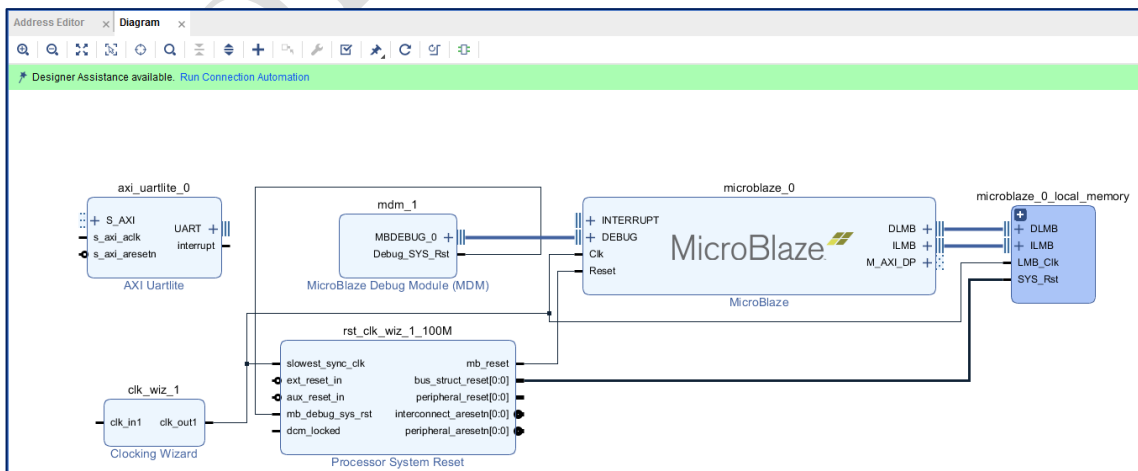 Address Editor × Diagram ×
Designer Assistance available. Run Connection Automation
axi_uartlite_0
S_AXI
s_axi_aclk
s_axi_aresetn
UART
interrupt
AXI Uartlite
mdm_1
MBDEBUG_0
Debug_SYS_Rst
MicroBlaze Debug Module (MDM)
microblaze_0
INTERRUPT
DEBUG
Clk
Reset
MicroBlaze
DLMB
ILMB
M_AXI_DP
MicroBlaze
microblaze_0_local_memory
DLMB
ILMB
LMB_Clk
SYS_Rst
rst_clk_wiz_1_100M
slowest_sync_clk
ext_reset_in
aux_reset_in
mb_debug_sys_rst
dcm_locked
mb_reset
bus_struct_reset[0:0]
peripheral_reset[0:0]
interconnect_aresetn[0:0]
peripheral_aresetn[0:0]
Processor System Reset
clk_wiz_1
clk_in1
clk_out1
Clocking Wizard